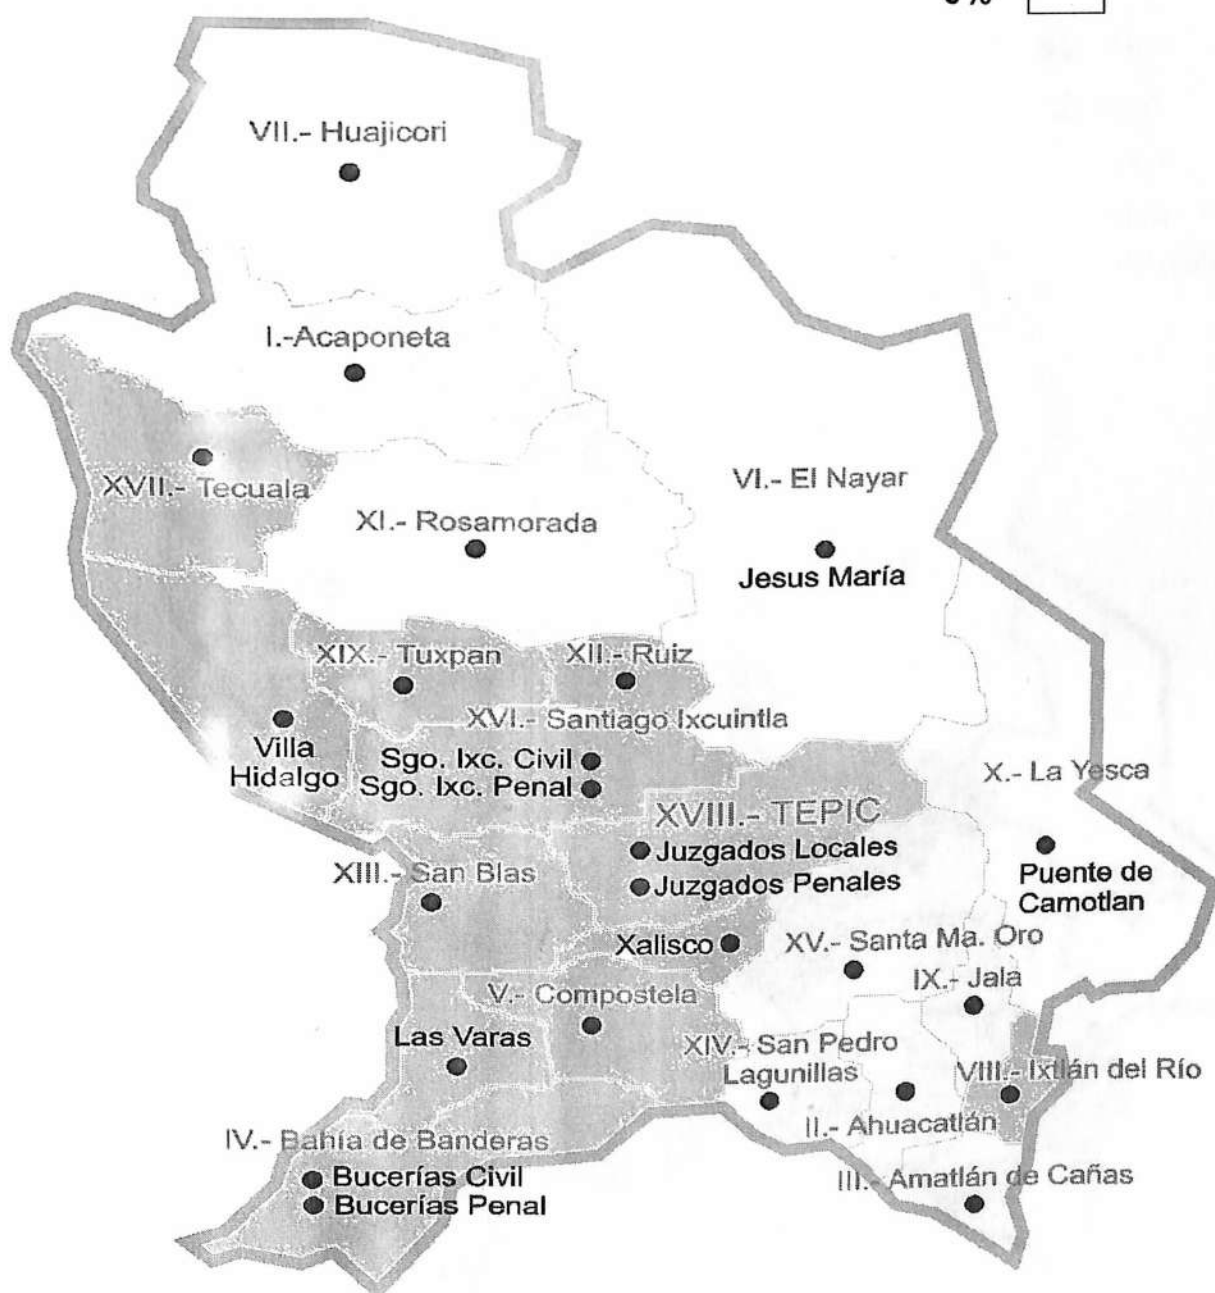 VII.- Huajicori
I.-Acaponeta
XVII.- Tecuala
XI.- Rosamorada
VI.- El Nayar
Jesus María
XIX.- Tuxpan
XII.- Ruiz
XVI.- Santiago Ixcuintla
Villa
Hidalgo
Sgo. Ixc. Civil
Sgo. Ixc. Penal
X.- La Yesca
XVIII.- TEPIC
Juzgados Locales
Juzgados Penales
Puente de
Camotlan
XIII.- San Blas
Xalisco
XV.- Santa Ma. Oro
IX.- Jala
V.- Compostela
Las Varas
XIV.- San Pedro
Lagunillas
VIII.- Ixtlán del Río
II.- Ahuacatlán
IV.- Bahía de Banderas
Bucerías Civil
Bucerías Penal
III.- Amatlán de Cañas